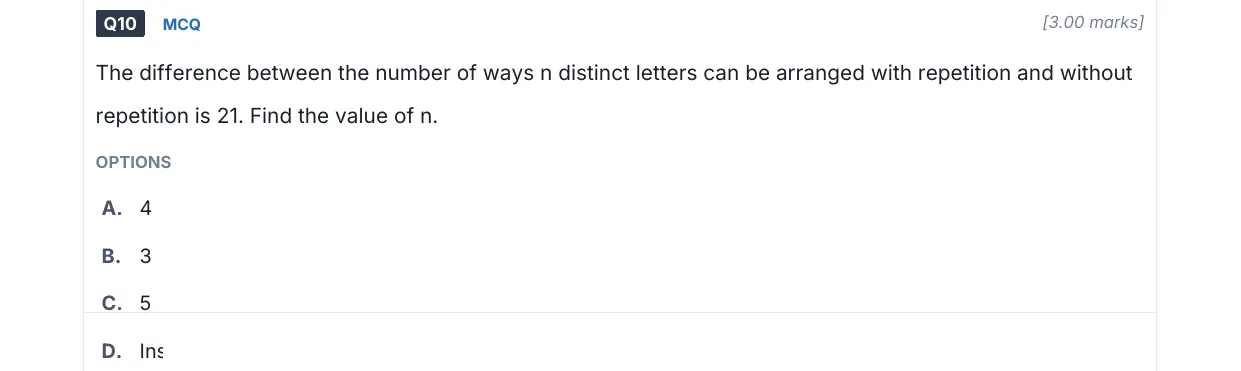 Q10 MCQ [3.00 marks]
The difference between the number of ways n distinct letters can be arranged with repetition and without
repetition is 21. Find the value of n.
OPTIONS
A. 4
B. 3
C. 5
D.